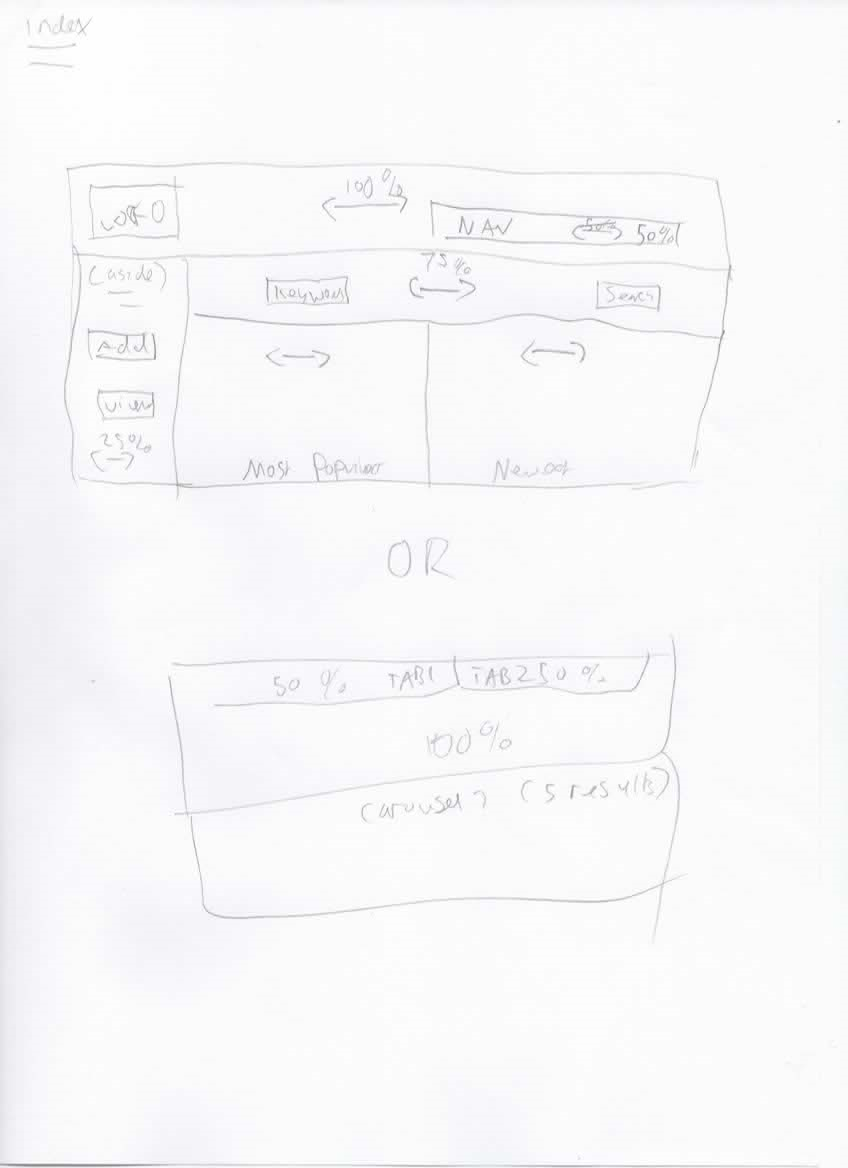 index
100%
LOGO
NAV 50% 50%
75%
(aside)
Keyword
Search
Add
View
25%
Most Popular
Newest
OR
50% TAB1 TAB2 50%
100%
Carousel? (5 results)